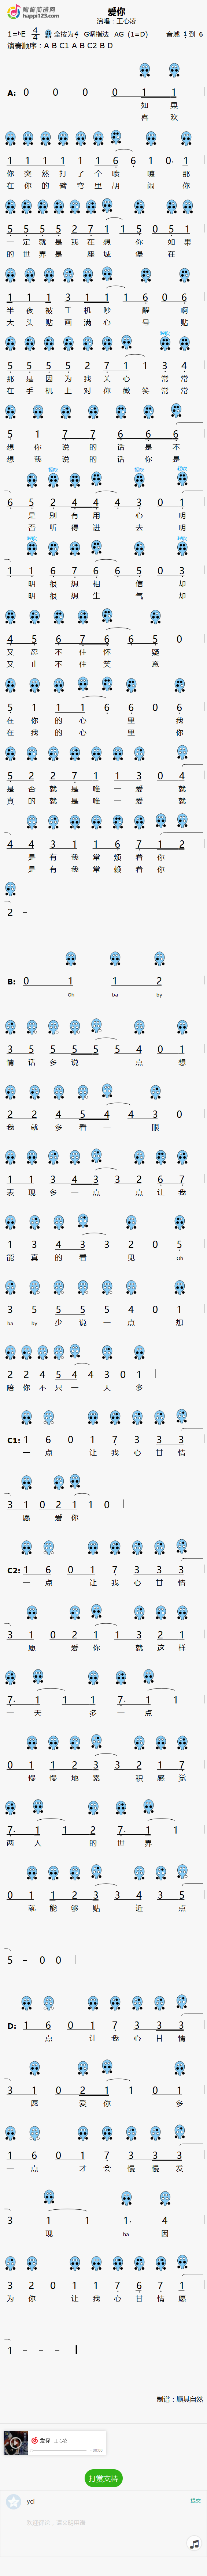 陶笛简谱网
happi123.com
爱你
演唱：王心凌
1=♭E 4/4 全按为4 G调指法 AG (1=D) 音域 1 到 6
演奏顺序：A B C1 A B C2 B D
A: 0 0 0 0 1 1
如 果
喜 欢
1 1 1 1 1 1 6 6 1 0· 1
你 突 然 打 了 个 喷 嚏 那
在 你 的 臂 弯 里 胡 闹 你
5 5 5 5 2 7 1 1 5 0 5 1
一 定 就 是 我 在 想 你 如 果
的 世 界 是 一 座 城 堡 在
1 1 1 3 1 1 1 6 0 6
半 夜 被 手 机 吵 醒 啊
大 头 贴 画 满 心 号 贴
5 5 5 5 2 7 1 1 3 4
那 是 因 为 我 关 心 常 常
在 手 机 上 对 你 微 笑 常 常
5 1 7 7 6 6 6
想 你 说 的 话 是 不
想 我 说 的 话 你 是
6 5 2 4 4 4 3 0 1
是 别 有 用 心 明
否 听 得 进 去 明
1 1 6 7 6 6 5 0 3
明 很 想 相 信 却
明 很 想 生 气 却
4 5 6 7 6 6 5 0
又 忍 不 住 怀 疑
又 止 不 住 笑 意
5 1 1 1 6 6 0 6
在 你 的 心 里 我
在 我 的 心 里 你
5 2 2 7 1 1 3 0 4
是 否 就 是 唯 一 爱 就
真 的 就 是 唯 一 爱 就
4 4 3 1 1 6 7 1 2
是 有 我 常 烦 着 你
是 有 我 常 赖 着 你
2 –
B: 0 1 1 2
Oh ba by
3 5 5 5 5 5 4 0 1
情 话 多 说 一 点 想
2 2 4 5 4 4 3 0
我 就 多 看 一 眼
1 1 3 4 3 3 2 6 7
表 现 多 一 点 点 让 我
1 3 4 3 3 2 0 5
能 真 的 看 见 Oh
3 5 5 5 5 4 0 1
ba by 少 说 一 点 想
2 2 4 5 4 4 3 0 1
陪 你 不 只 一 天 多
C1: 1 6 0 1 7 3 3 3
一 点 让 我 心 甘 情
3 1 0 2 1 1 0
愿 爱 你
C2: 1 6 0 1 7 3 3 3
一 点 让 我 心 甘 情
3 1 0 2 1 1 3 2 1
愿 爱 你 就 这 样
7· 1 1 1 7· 1 1
一 天 多 一 点
0 1 1 2 3 3 2 1 7
慢 慢 地 累 积 感 觉
7· 1 1 2 7· 1 1
两 人 的 世 界
0 1 1 2 3 3 4 3 5
就 能 够 贴 近 一 点
5 – 0 0
D: 1 6 0 1 7 3 3 3
一 点 让 我 心 甘 情
3 1 0 2 1 1 0 1
愿 爱 你 多
1 6 0 1 7 3 3 3
一 点 才 会 慢 慢 发
3 1 1 1· 4
现 ha 因
3 2 0 1 1 7 6 7 1
为 你 让 我 心 甘 情 愿
1 – – –
制谱：顺其自然
爱你 - 王心凌
打赏支持
ycl